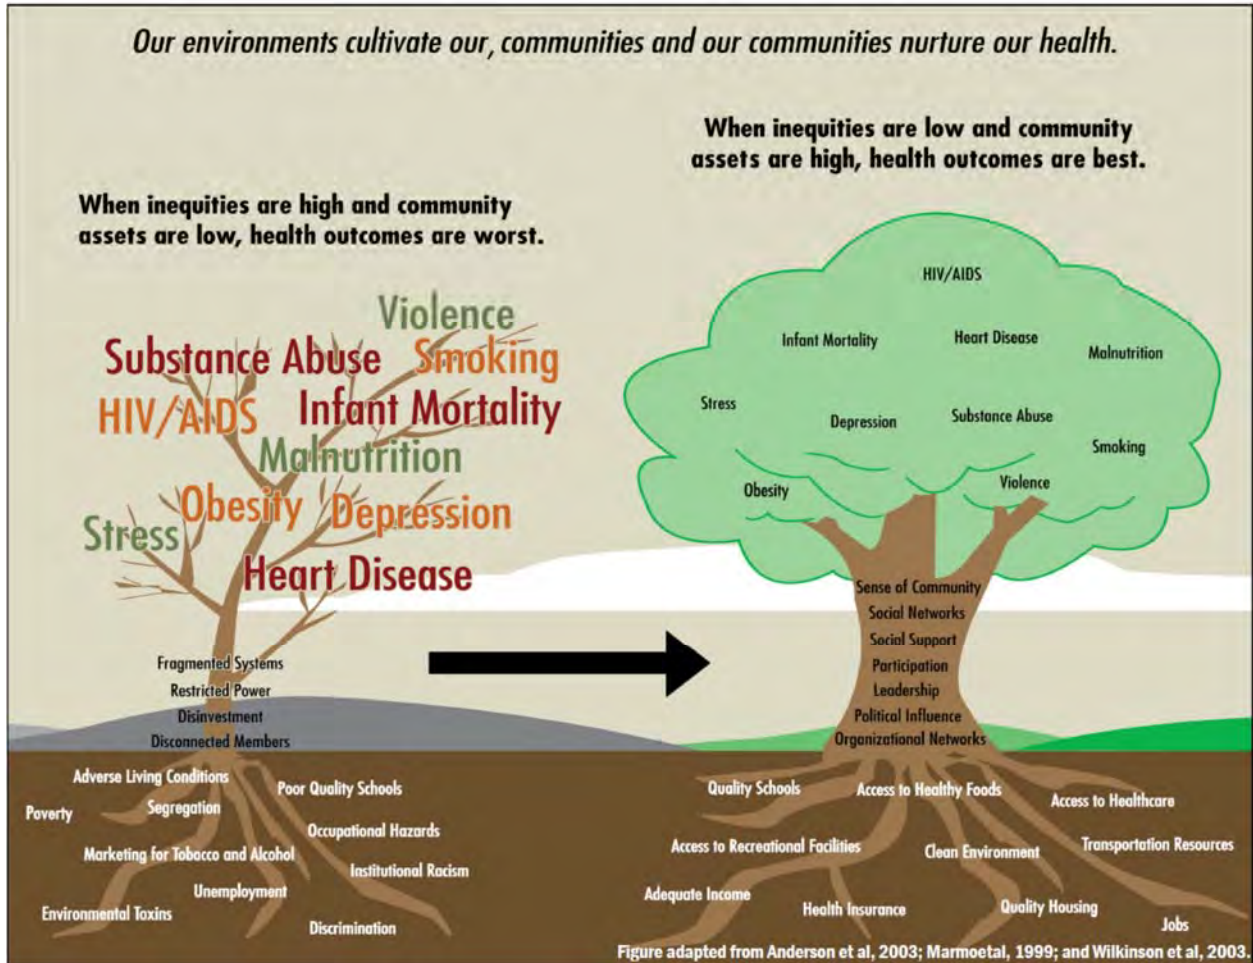 Our environments cultivate our, communities and our communities nurture our health.
When inequities are high and community
assets are low, health outcomes are worst.
Violence
Substance Abuse
Smoking
HIV/AIDS
Infant Mortality
Malnutrition
Obesity
Depression
Stress
Heart Disease
Fragmented Systems
Restricted Power
Disinvestment
Disconnected Members
Adverse Living Conditions
Poor Quality Schools
Poverty
Segregation
Occupational Hazards
Marketing for Tobacco and Alcohol
Institutional Racism
Unemployment
Environmental Toxins
Discrimination
When inequities are low and community
assets are high, health outcomes are best.
HIV/AIDS
Infant Mortality
Heart Disease
Malnutrition
Stress
Depression
Substance Abuse
Smoking
Obesity
Violence
Sense of Community
Social Networks
Social Support
Participation
Leadership
Political Influence
Organizational Networks
Quality Schools
Access to Healthy Foods
Access to Healthcare
Access to Recreational Facilities
Clean Environment
Transportation Resources
Adequate Income
Health Insurance
Quality Housing
Jobs
Figure adapted from Anderson et al, 2003; Marmoetal, 1999; and Wilkinson et al, 2003.